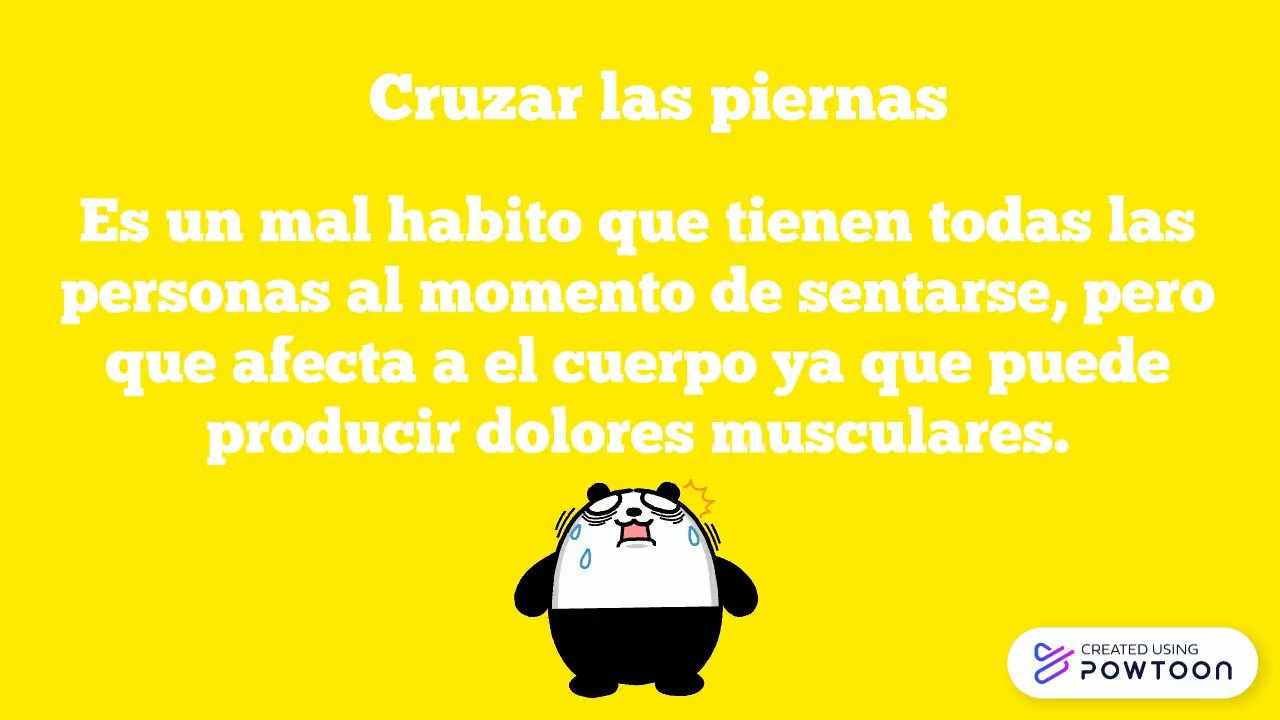 Cruzar las piernas
Es un mal habito que tienen todas las
personas al momento de sentarse, pero
que afecta a el cuerpo ya que puede
producir dolores musculares.
CREATED USING
POWTOON